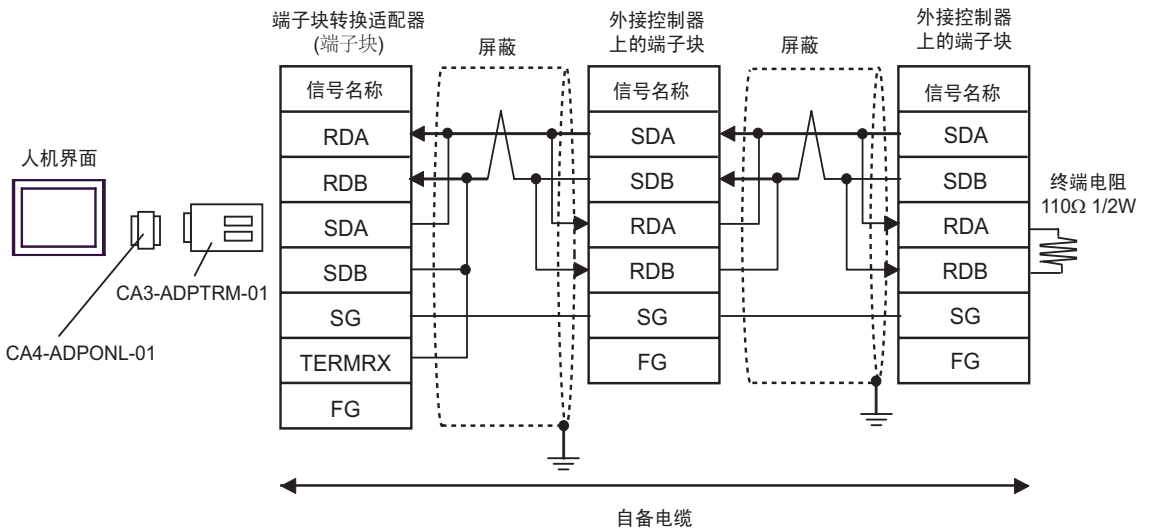 端子块转换适配器
(端子块)
屏蔽
外接控制器
上的端子块
屏蔽
外接控制器
上的端子块
人机界面
CA3-ADPTRM-01
CA4-ADPONL-01
信号名称
RDA
RDB
SDA
SDB
SG
TERMRX
FG
信号名称
SDA
SDB
RDA
RDB
SG
FG
信号名称
SDA
SDB
RDA
RDB
SG
FG
终端电阻
110Ω 1/2W
自备电缆